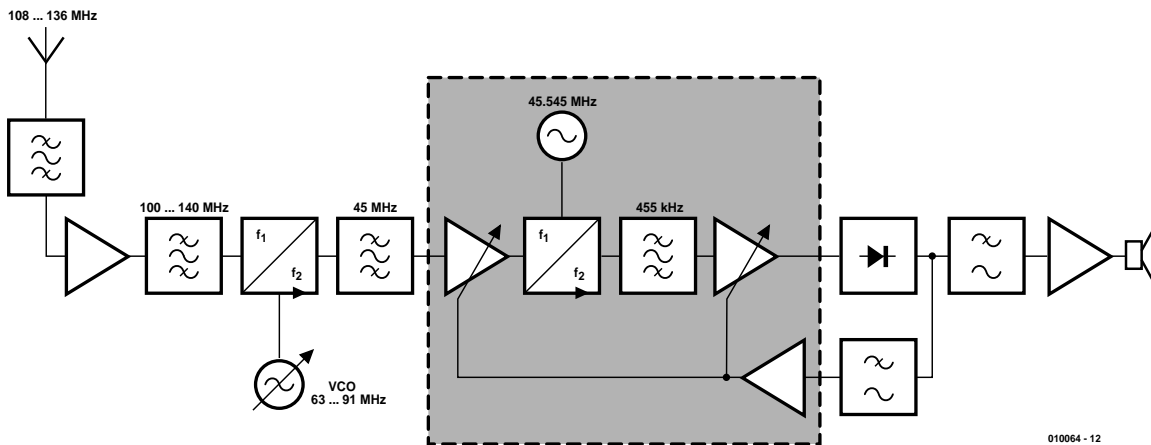 108 ... 136 MHz
45.545 MHz
100 ... 140 MHz
45 MHz
455 kHz
f1
f2
f1
f2
VCO
63 ... 91 MHz
010064 - 12